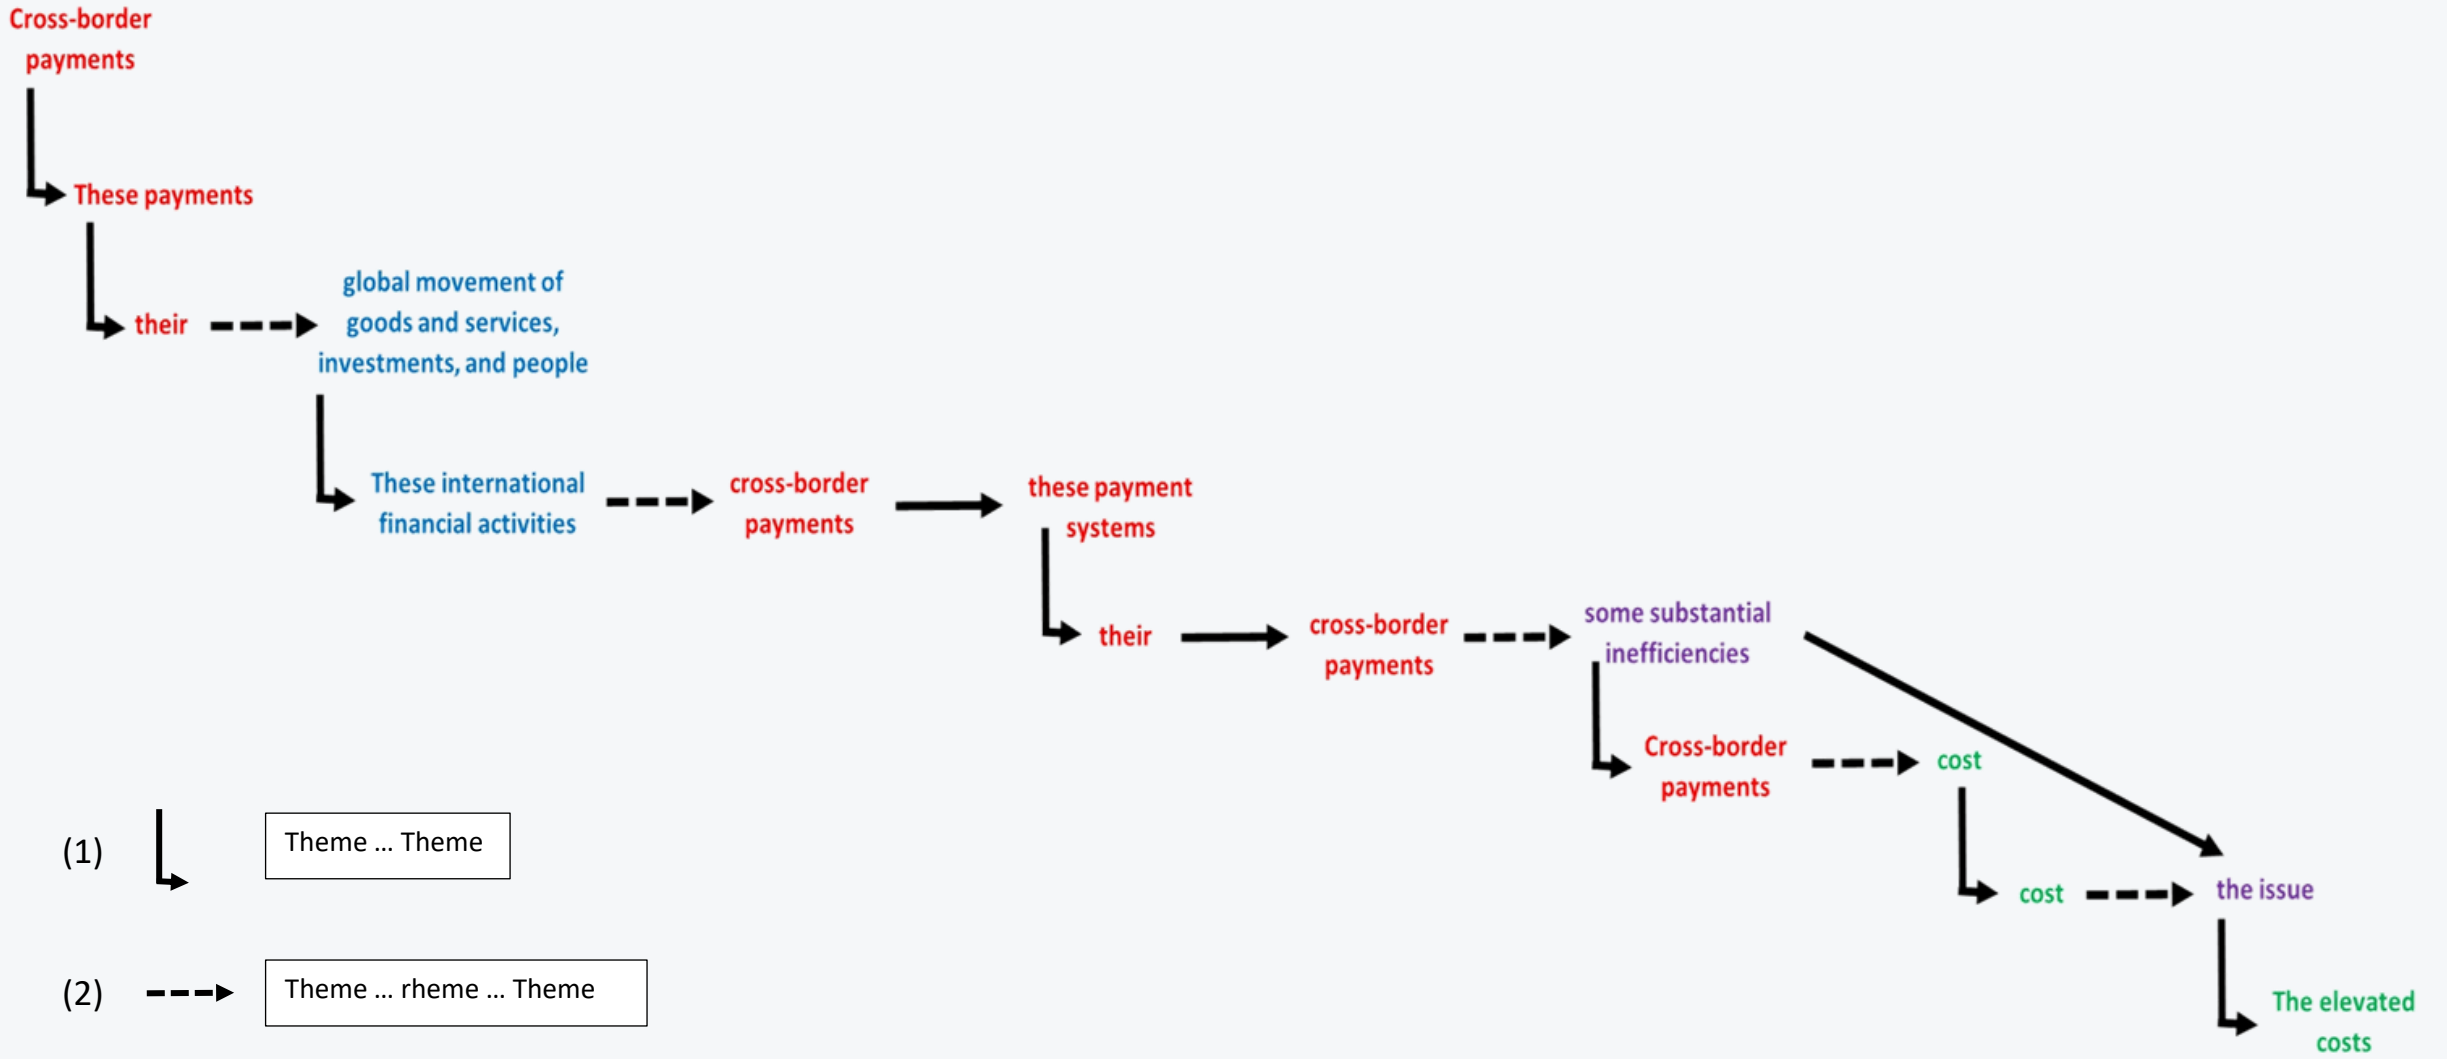 Cross-border
payments
These payments
their
global movement of
goods and services,
investments, and people
These international
financial activities
cross-border
payments
these payment
systems
their
cross-border
payments
some substantial
inefficiencies
Cross-border
payments
cost
cost
the issue
The elevated
costs
(1)
Theme ... Theme
(2)
Theme ... rheme ... Theme